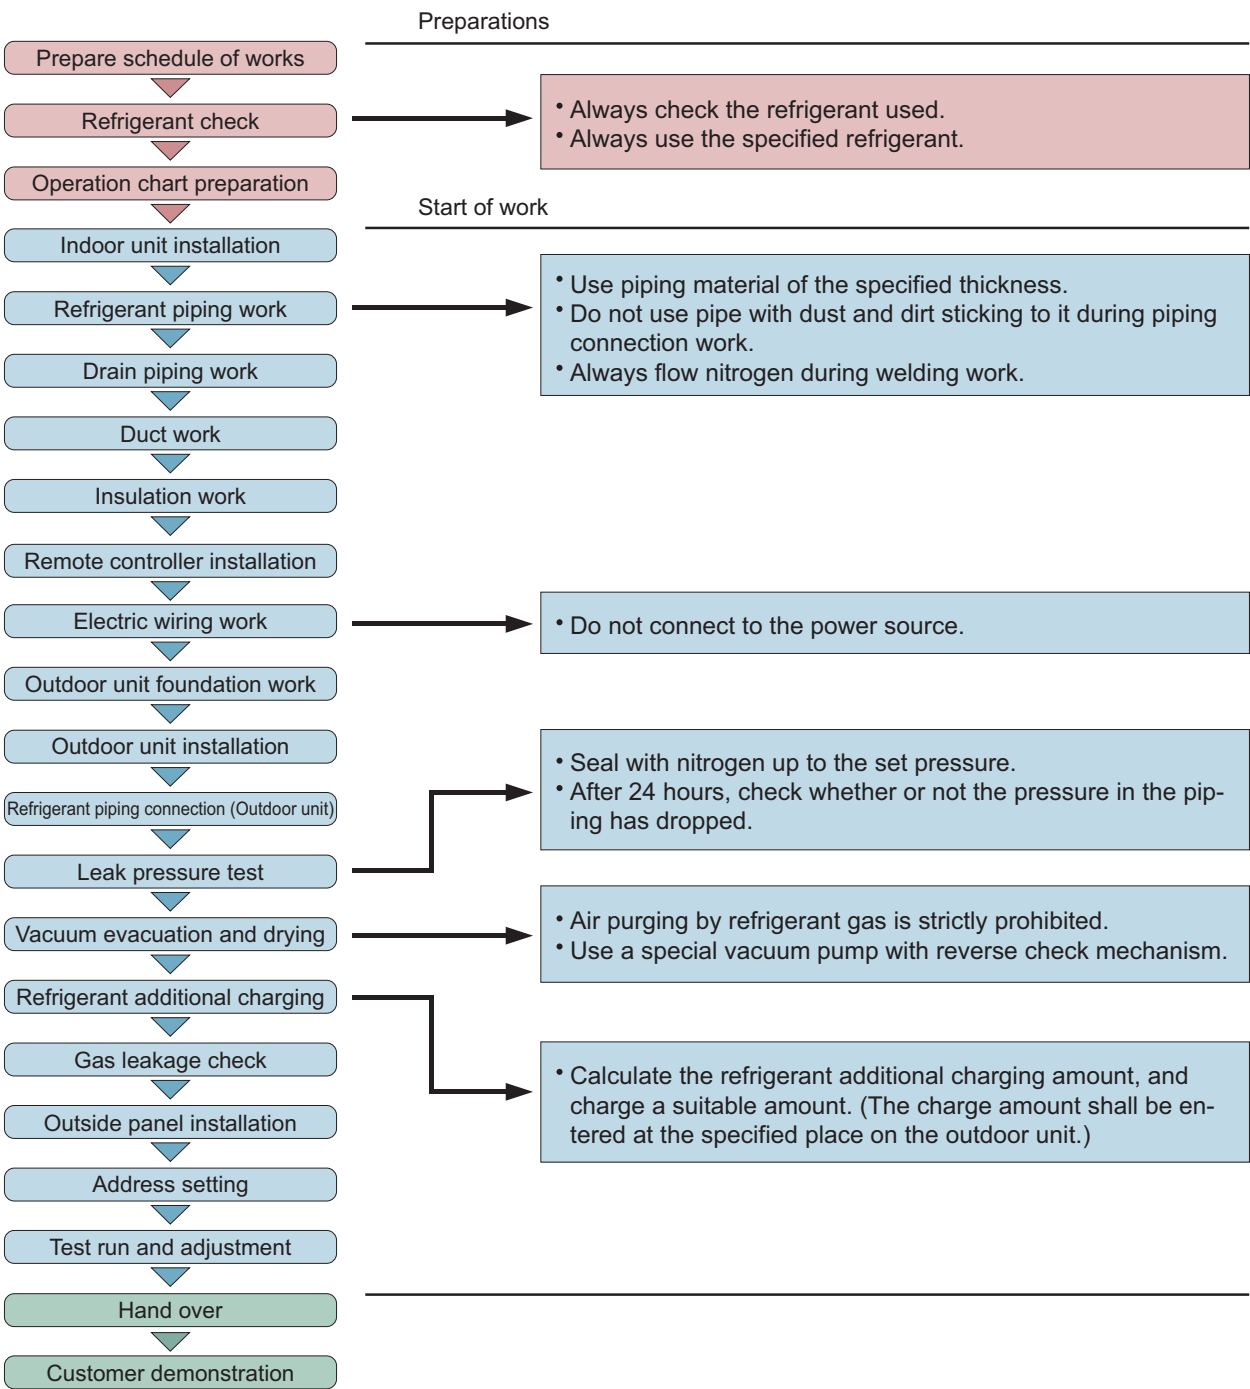 Preparations
Prepare schedule of works
Refrigerant check
• Always check the refrigerant used.
• Always use the specified refrigerant.
Operation chart preparation
Start of work
Indoor unit installation
Refrigerant piping work
• Use piping material of the specified thickness.
• Do not use pipe with dust and dirt sticking to it during piping
connection work.
• Always flow nitrogen during welding work.
Drain piping work
Duct work
Insulation work
Remote controller installation
Electric wiring work
• Do not connect to the power source.
Outdoor unit foundation work
Outdoor unit installation
Refrigerant piping connection (Outdoor unit)
Leak pressure test
• Seal with nitrogen up to the set pressure.
• After 24 hours, check whether or not the pressure in the pip-
ing has dropped.
Vacuum evacuation and drying
• Air purging by refrigerant gas is strictly prohibited.
• Use a special vacuum pump with reverse check mechanism.
Refrigerant additional charging
• Calculate the refrigerant additional charging amount, and
charge a suitable amount. (The charge amount shall be en-
tered at the specified place on the outdoor unit.)
Gas leakage check
Outside panel installation
Address setting
Test run and adjustment
Hand over
Customer demonstration